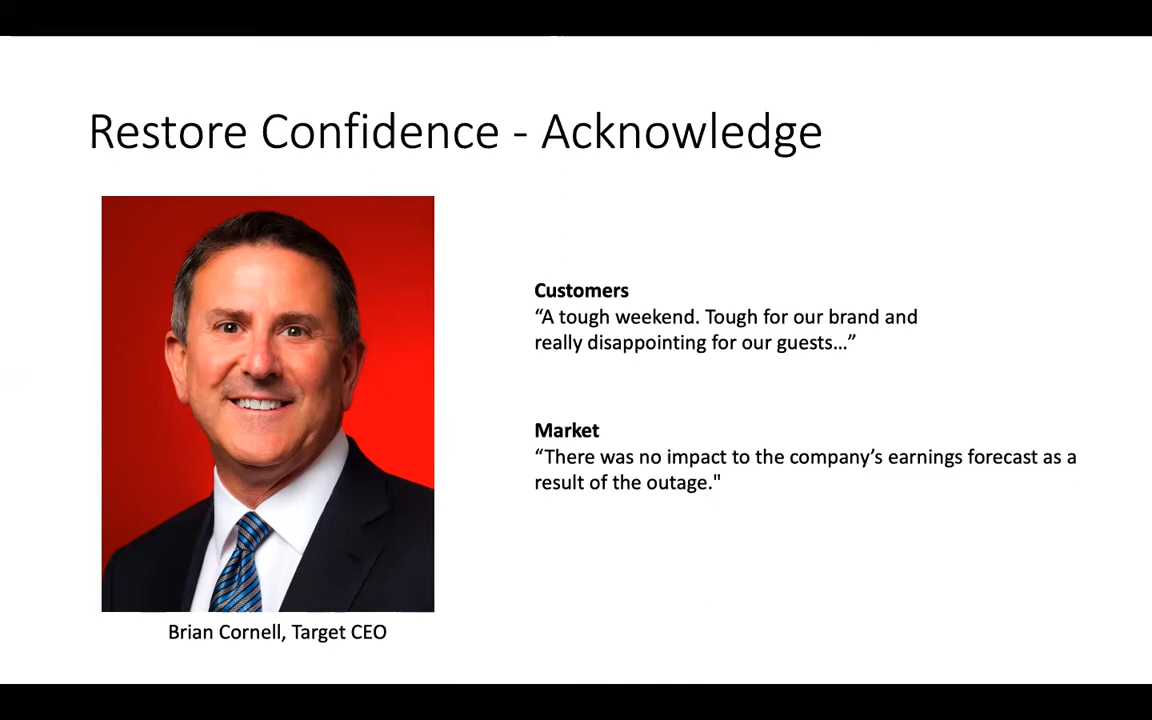 Restore Confidence - Acknowledge
Customers
“A tough weekend. Tough for our brand and
really disappointing for our guests…”
Market
“There was no impact to the company’s earnings forecast as a
result of the outage."
Brian Cornell, Target CEO